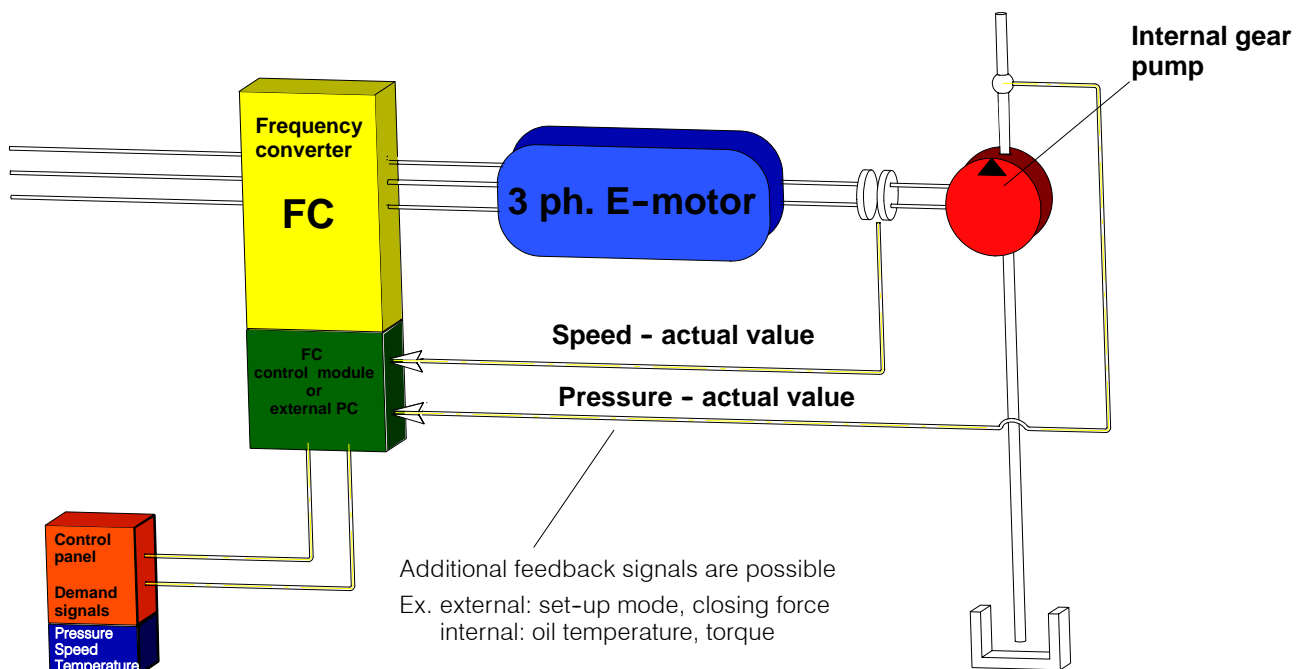 Internal gear
pump
Frequency
converter
FC
3 ph. E-motor
Speed - actual value
FC
control module
or
external PC
Pressure - actual value
Control
panel
Demand
signals
Pressure
Speed
Temperature
Additional feedback signals are possible
Ex. external: set-up mode, closing force
internal: oil temperature, torque